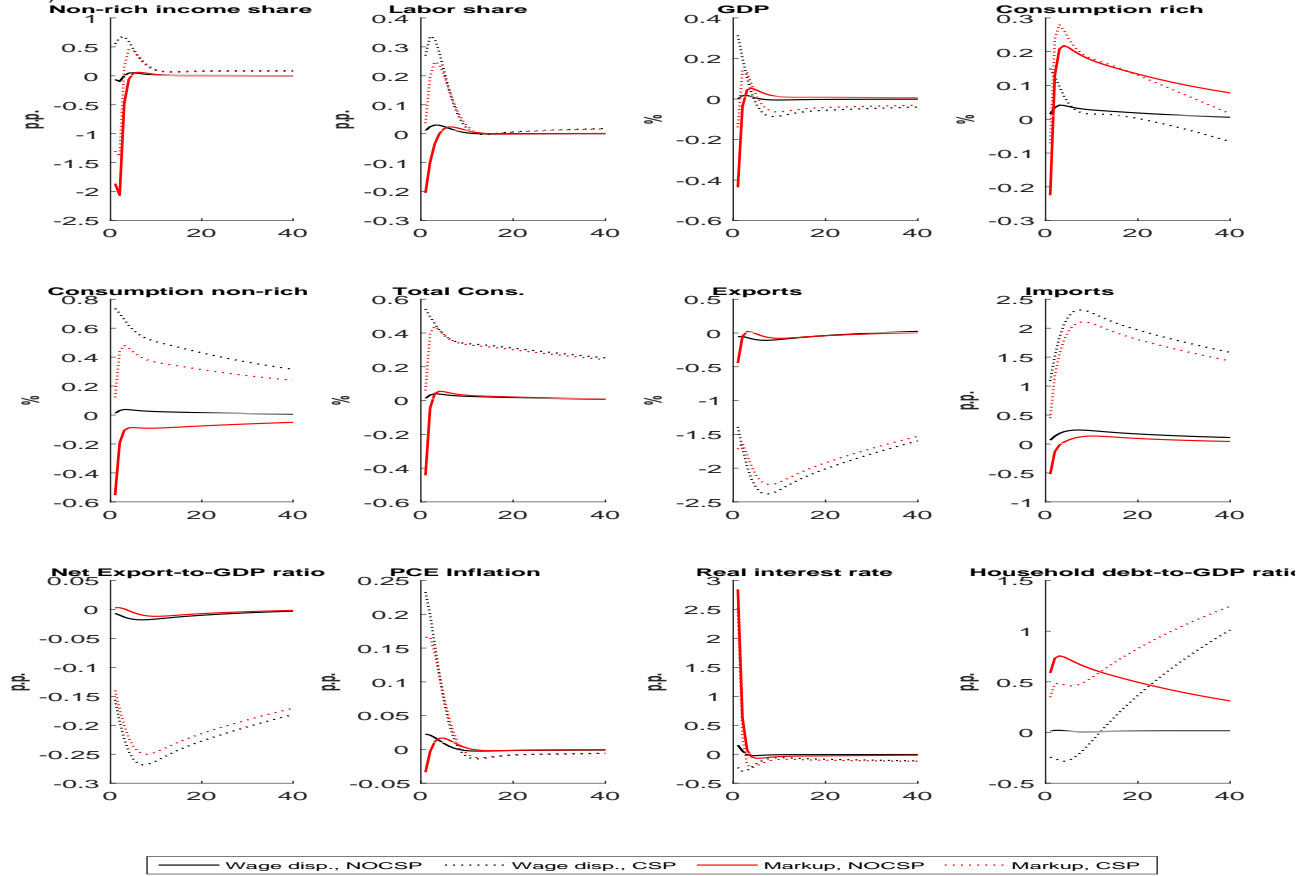 Non-rich income share
Labor share
GDP
Consumption rich
1
0.5
0
-0.5
-1
-1.5
-2
-2.5
p.p.
0 20 40
0.4
0.3
0.2
0.1
0
-0.1
-0.2
-0.3
p.p.
0 20 40
0.4
0.2
0
-0.2
-0.4
-0.6
%
0 20 40
0.3
0.2
0.1
0
-0.1
-0.2
-0.3
%
0 20 40
Consumption non-rich
Total Cons.
Exports
Imports
0.8
0.6
0.4
0.2
0
-0.2
-0.4
-0.6
%
0 20 40
0.6
0.4
0.2
0
-0.2
-0.4
-0.6
%
0 20 40
0.5
0
-0.5
-1
-1.5
-2
-2.5
%
0 20 40
2.5
2
1.5
1
0.5
0
-0.5
-1
p.p.
0 20 40
Net Export-to-GDP ratio
PCE Inflation
Real interest rate
Household debt-to-GDP ratio
0.05
0
-0.05
-0.1
-0.15
-0.2
-0.25
-0.3
p.p.
0 20 40
0.25
0.2
0.15
0.1
0.05
0
-0.05
p.p.
0 20 40
3
2.5
2
1.5
1
0.5
0
-0.5
p.p.
0 20 40
1.5
1
0.5
0
-0.5
p.p.
0 20 40
Wage disp., NOCSP Wage disp., CSP Markup, NOCSP Markup, CSP